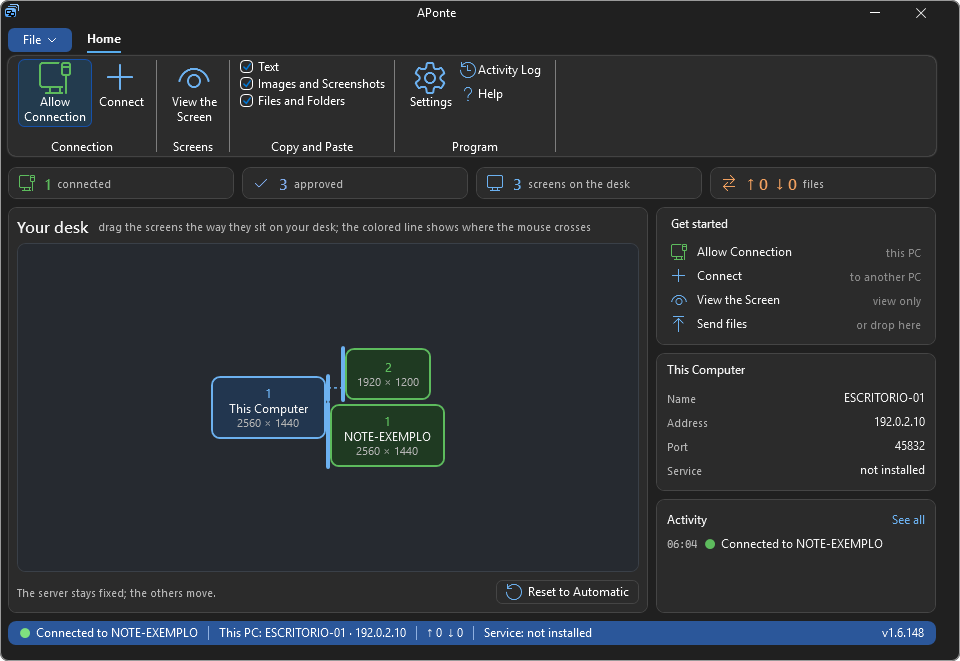 APonte
File
Home
Allow Connection
Connect
Connection
View the Screen
Screens
Text
Images and Screenshots
Files and Folders
Copy and Paste
Settings
Activity Log
? Help
Program
1 connected
3 approved
3 screens on the desk
↑ 0 ↓ 0 files
Your desk drag the screens the way they sit on your desk; the colored line shows where the mouse crosses
2
1920 × 1200
1
This Computer
2560 × 1440
1
NOTE-EXEMPLO
2560 × 1440
The server stays fixed; the others move.
Reset to Automatic
Get started
Allow Connection this PC
Connect to another PC
View the Screen view only
Send files or drop here
This Computer
Name ESCRITORIO-01
Address 192.0.2.10
Port 45832
Service not installed
Activity See all
06:04 Connected to NOTE-EXEMPLO
Connected to NOTE-EXEMPLO | This PC: ESCRITORIO-01 · 192.0.2.10 | ↑ 0 ↓ 0 | Service: not installed v1.6.148